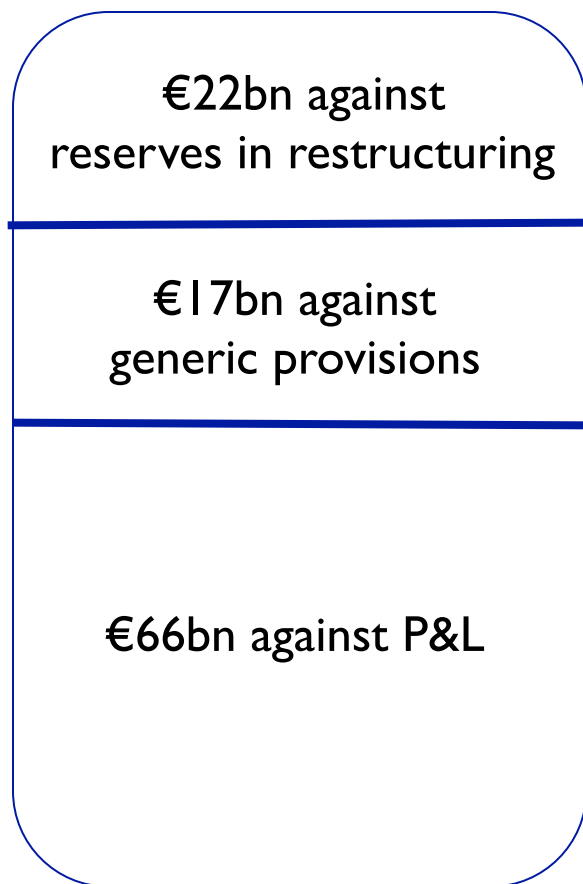 €22bn against
reserves in restructuring
€17bn against
generic provisions
€66bn against P&L